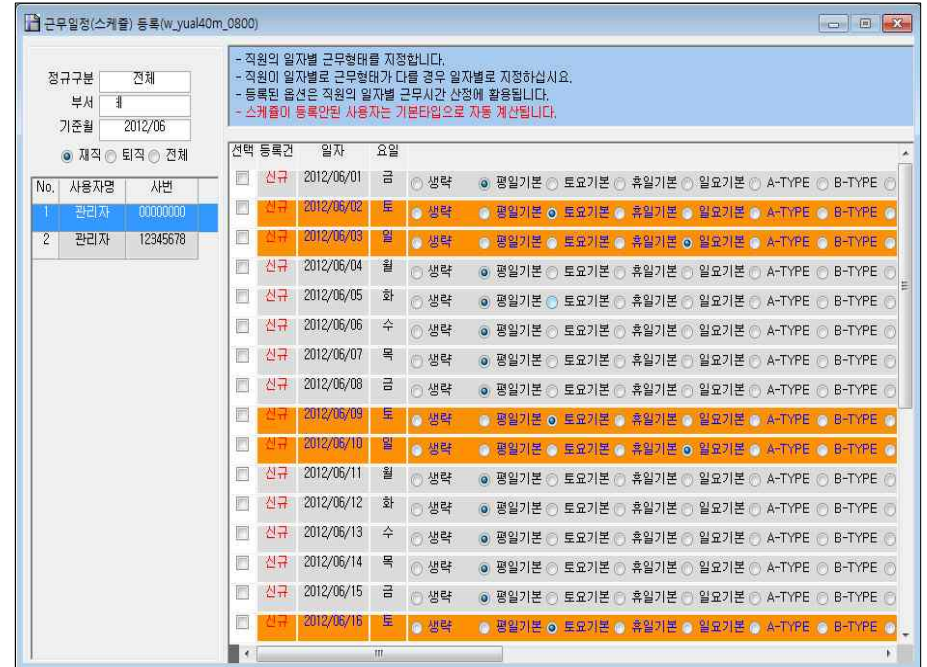 근무일정(스케쥴) 등록(w_yual40m_0800)
- 직원의 일자별 근무형태를 지정합니다.
- 직원이 일자별로 근무형태가 다를 경우 일자별로 지정하십시요.
- 등록된 옵션은 직원의 일자별 근무시간 산정에 활용됩니다.
- 스케쥴이 등록안된 사용자는 기본타입으로 자동 계산됩니다.
정규구분 전체
부서
기준월 2012/06
재직 퇴직 전체
No. 사용자명 사번
1 관리자 00000000
2 관리자 12345678
선택 등록건 일자 요일
신규 2012/06/01 금 생략 평일기본 토요기본 휴일기본 일요기본 A-TYPE B-TYPE
신규 2012/06/02 토 생략 평일기본 토요기본 휴일기본 일요기본 A-TYPE B-TYPE
신규 2012/06/03 일 생략 평일기본 토요기본 휴일기본 일요기본 A-TYPE B-TYPE
신규 2012/06/04 월 생략 평일기본 토요기본 휴일기본 일요기본 A-TYPE B-TYPE
신규 2012/06/05 화 생략 평일기본 토요기본 휴일기본 일요기본 A-TYPE B-TYPE
신규 2012/06/06 수 생략 평일기본 토요기본 휴일기본 일요기본 A-TYPE B-TYPE
신규 2012/06/07 목 생략 평일기본 토요기본 휴일기본 일요기본 A-TYPE B-TYPE
신규 2012/06/08 금 생략 평일기본 토요기본 휴일기본 일요기본 A-TYPE B-TYPE
신규 2012/06/09 토 생략 평일기본 토요기본 휴일기본 일요기본 A-TYPE B-TYPE
신규 2012/06/10 일 생략 평일기본 토요기본 휴일기본 일요기본 A-TYPE B-TYPE
신규 2012/06/11 월 생략 평일기본 토요기본 휴일기본 일요기본 A-TYPE B-TYPE
신규 2012/06/12 화 생략 평일기본 토요기본 휴일기본 일요기본 A-TYPE B-TYPE
신규 2012/06/13 수 생략 평일기본 토요기본 휴일기본 일요기본 A-TYPE B-TYPE
신규 2012/06/14 목 생략 평일기본 토요기본 휴일기본 일요기본 A-TYPE B-TYPE
신규 2012/06/15 금 생략 평일기본 토요기본 휴일기본 일요기본 A-TYPE B-TYPE
신규 2012/06/16 토 생략 평일기본 토요기본 휴일기본 일요기본 A-TYPE B-TYPE